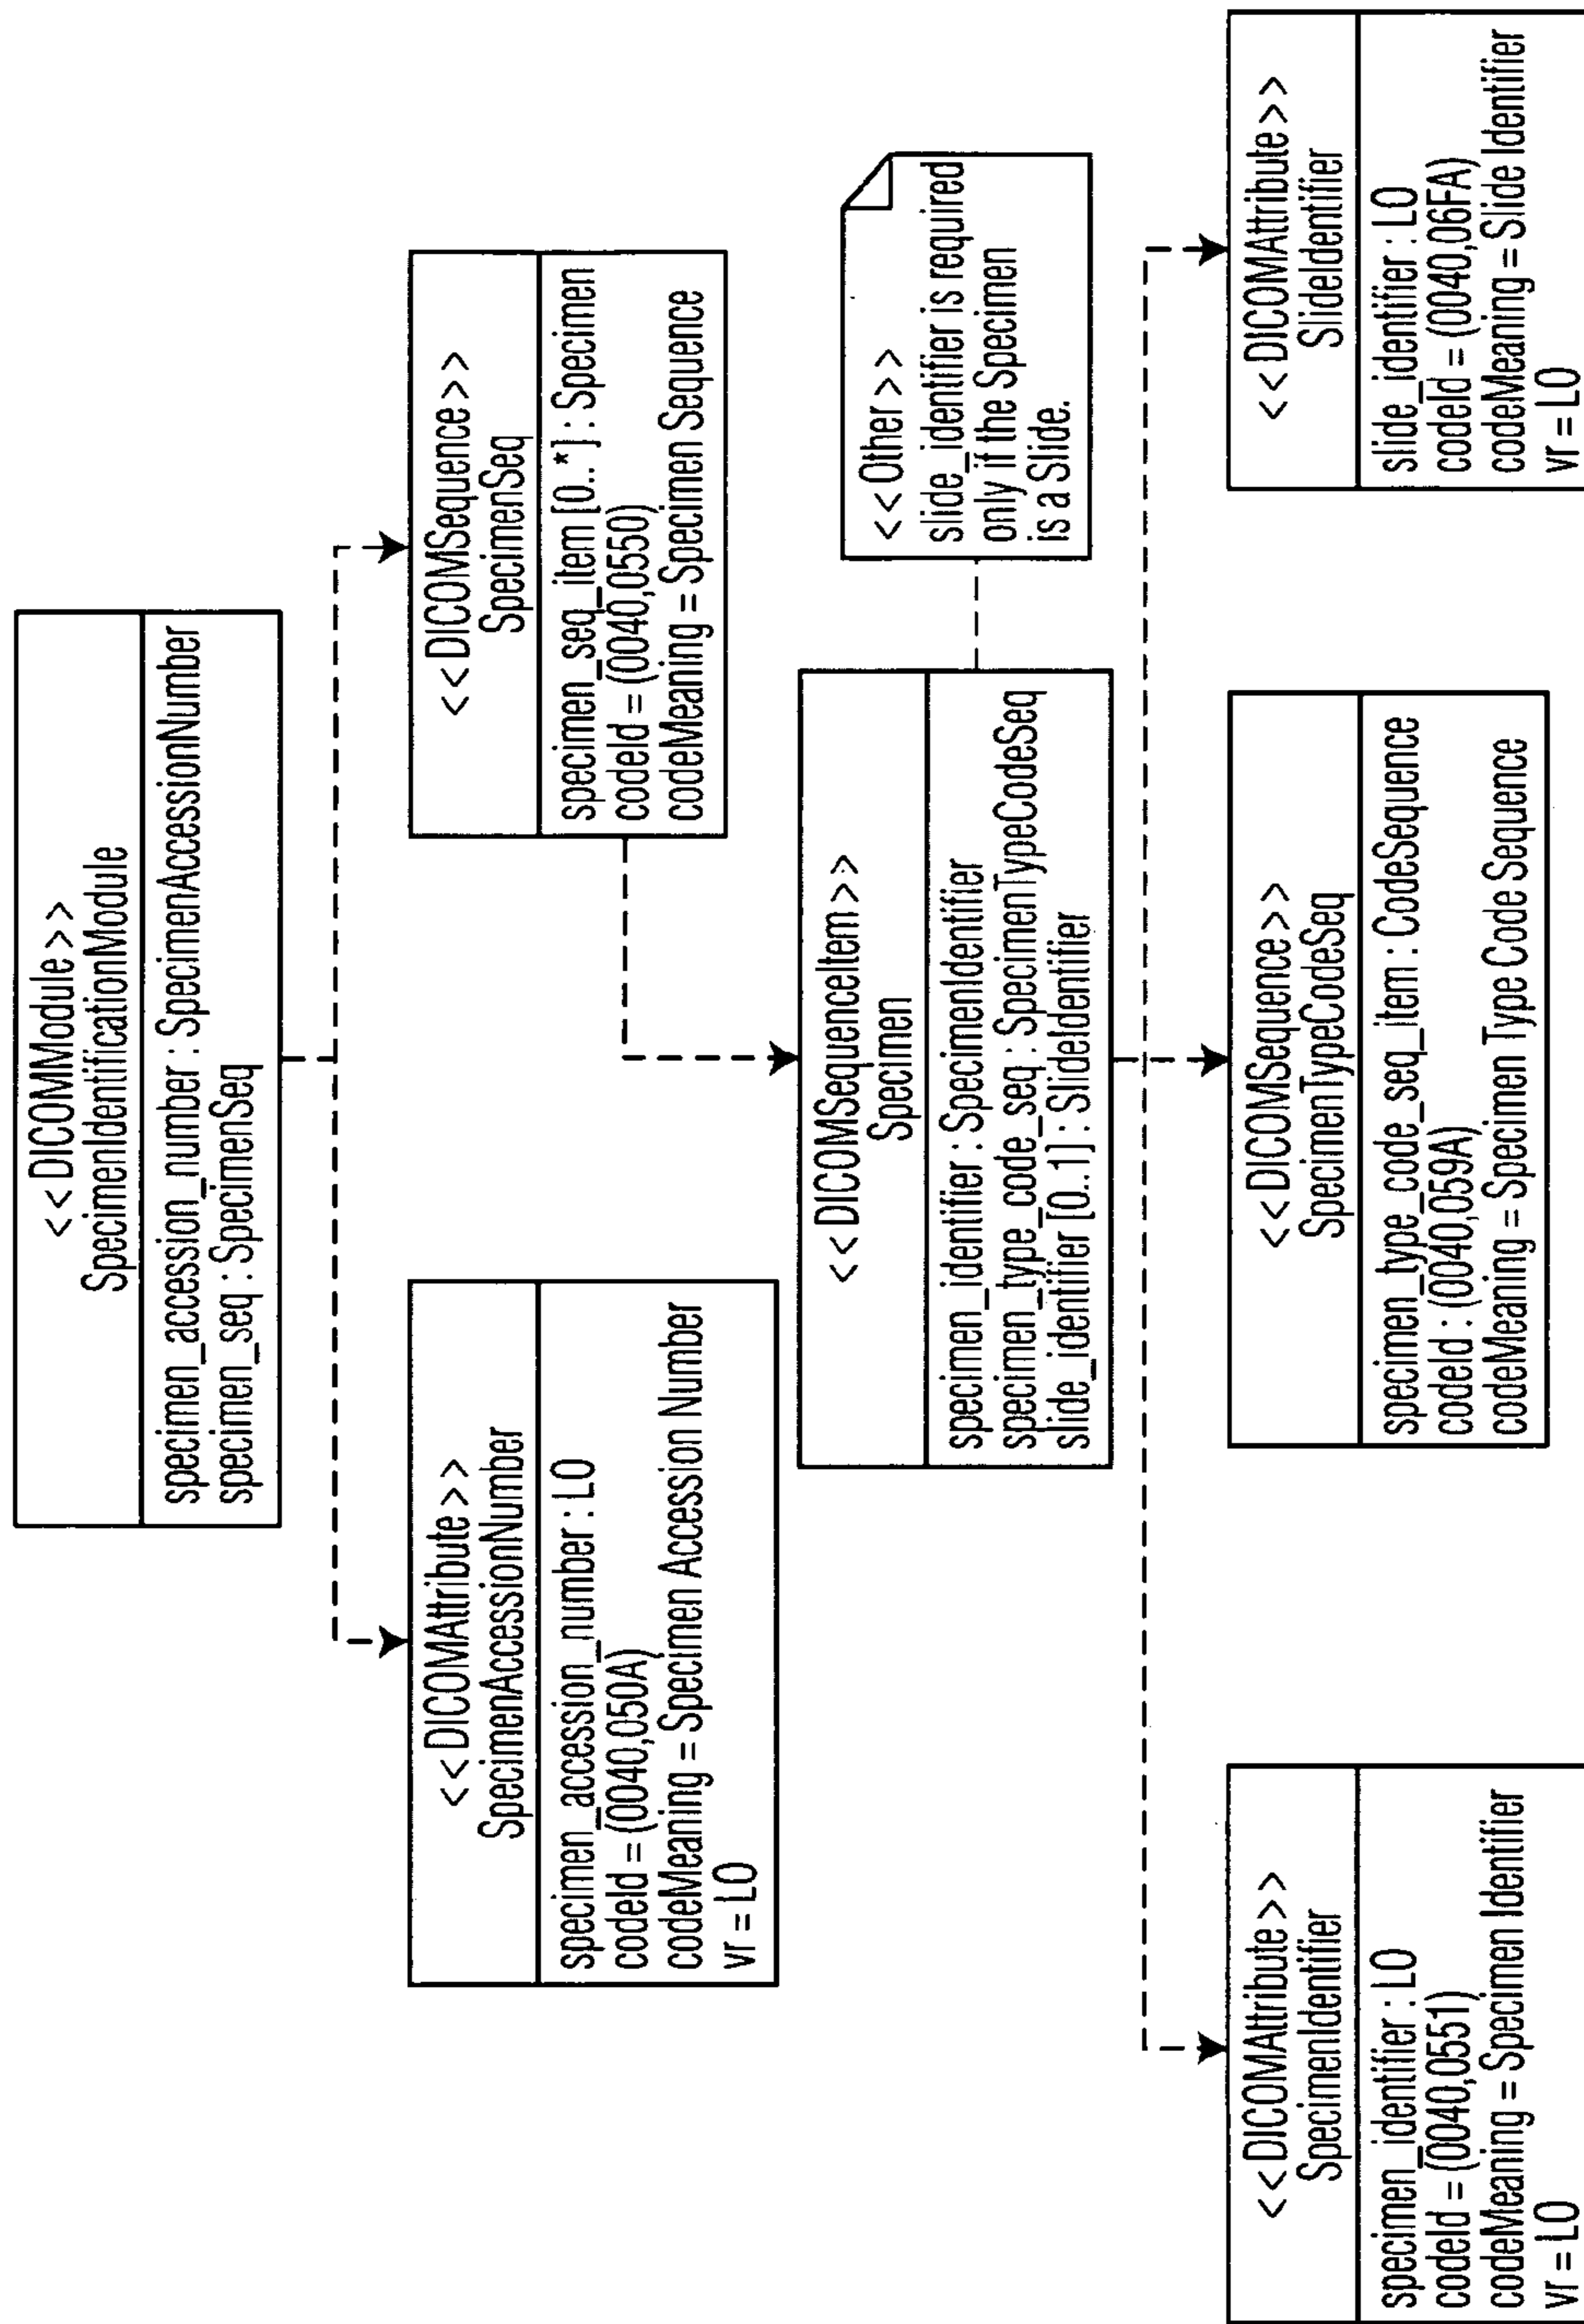 <<DICOMModule>>
SpecimenIdentificationModule
specimen_accession_number : SpecimenAccessionNumber
specimen_seq : SpecimenSeq
<<DICOMAttribute>>
SpecimenAccessionNumber
specimen_accession_number : LO
codeId = (0040,050A)
codeMeaning = Specimen Accession Number
vr = LO
<<DICOMSequence>>
SpecimenSeq
specimen_seq_item [0..*] : Specimen
codeId = (0040,0550)
codeMeaning = Specimen Sequence
<<DICOMSequenceItem>>
Specimen
specimen_identifier : SpecimenIdentifier
specimen_type_code_seq : SpecimenTypeCodeSeq
slide_identifier [0..1] : SlideIdentifier
<<Other>>
slide_identifier is required
only if the Specimen
is a Slide.
<<DICOMAttribute>>
SpecimenIdentifier
specimen_identifier : LO
codeId = (0040,0551)
codeMeaning = Specimen Identifier
vr = LO
<<DICOMSequence>>
SpecimenTypeCodeSeq
specimen_type_code_seq_item : CodeSequence
codeId : (0040,059A)
codeMeaning = Specimen Type Code Sequence
<<DICOMAttribute>>
SlideIdentifier
slide_identifier : LO
codeId = (0040,06FA)
codeMeaning = Slide Identifier
vr = LO